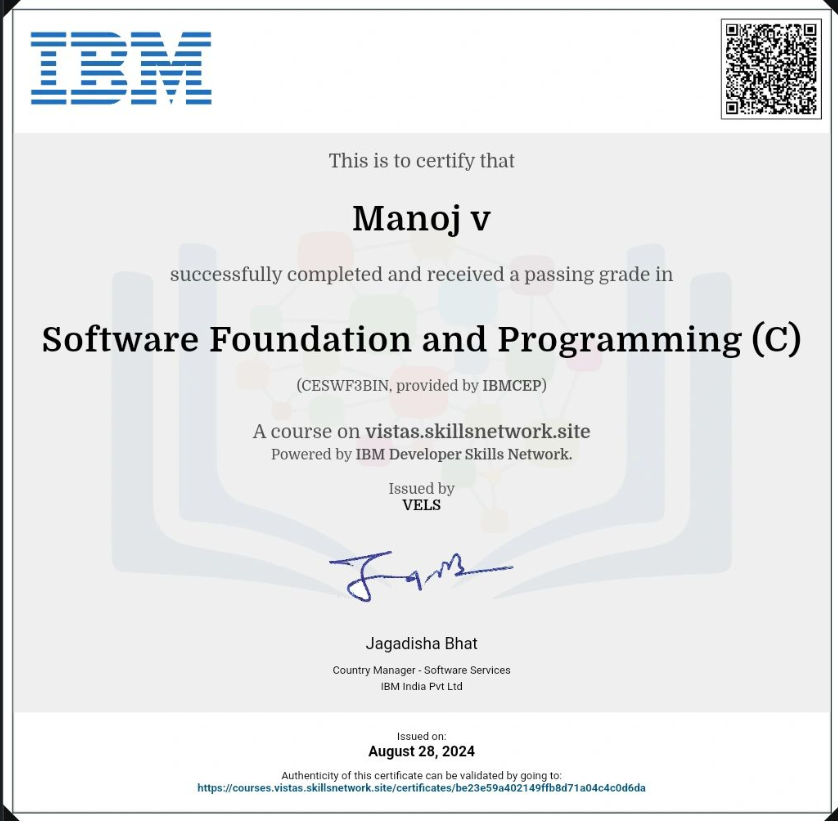 IBM
This is to certify that
Manoj v
successfully completed and received a passing grade in
Software Foundation and Programming (C)
(CESWF3BIN, provided by IBMCEP)
A course on vistas.skillsnetwork.site
Powered by IBM Developer Skills Network.
Issued by
VELS
Jagadisha Bhat
Country Manager - Software Services
IBM India Pvt Ltd
Issued on:
August 28, 2024
Authenticity of this certificate can be validated by going to:
https://courses.vistas.skillsnetwork.site/certificates/be23e59a402149ffb8d71a04c4c0d6da